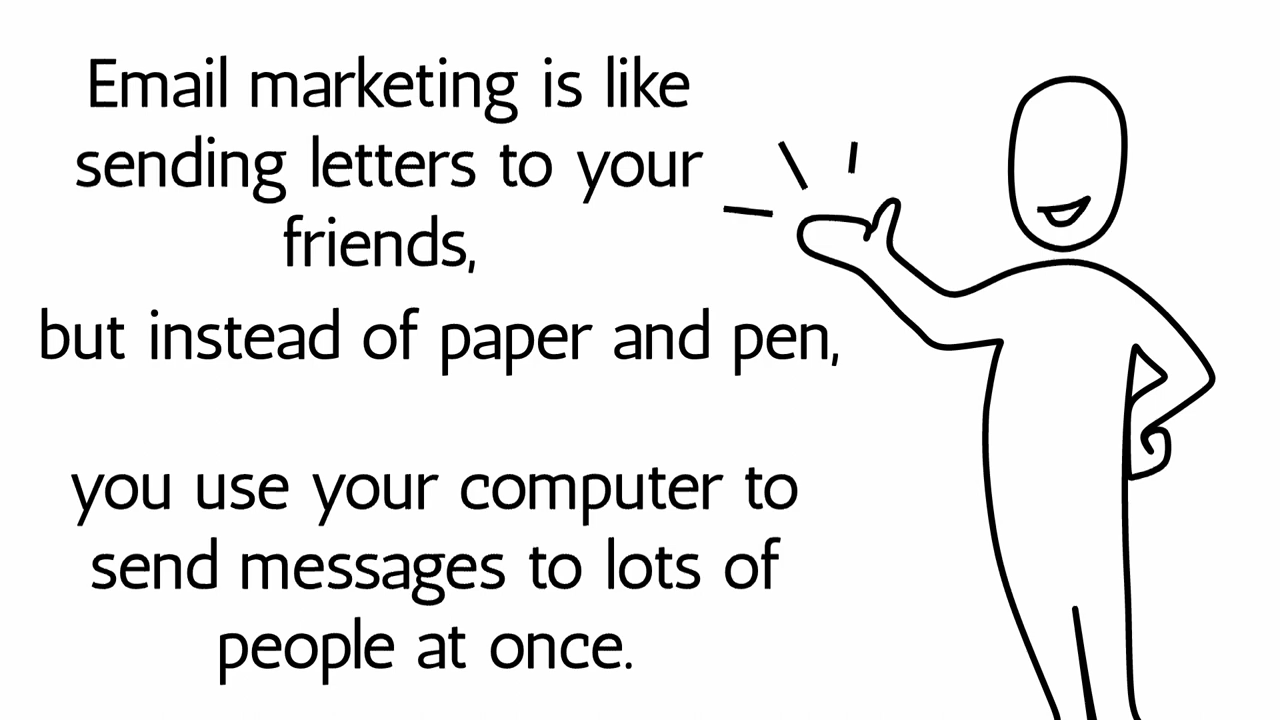 Email marketing is like
sending letters to your
friends,
but instead of paper and pen,
you use your computer to
send messages to lots of
people at once.